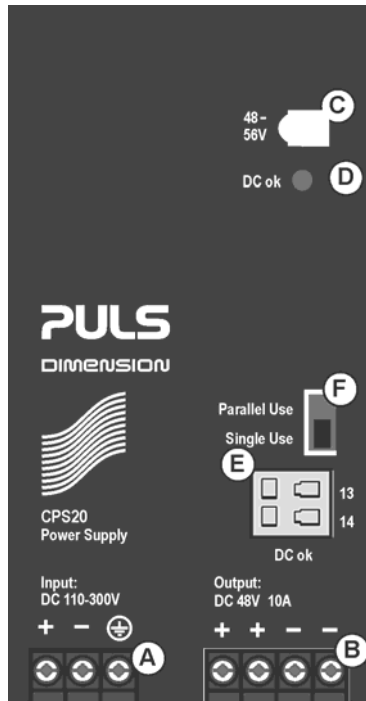 C
48-
56V
DC ok
D
PULS
DIMENSION
F
Parallel Use
Single Use
E
13
14
CPS20
Power Supply
DC ok
Input:
DC 110-300V
+ -
Output:
DC 48V 10A
+ + - -
A
B